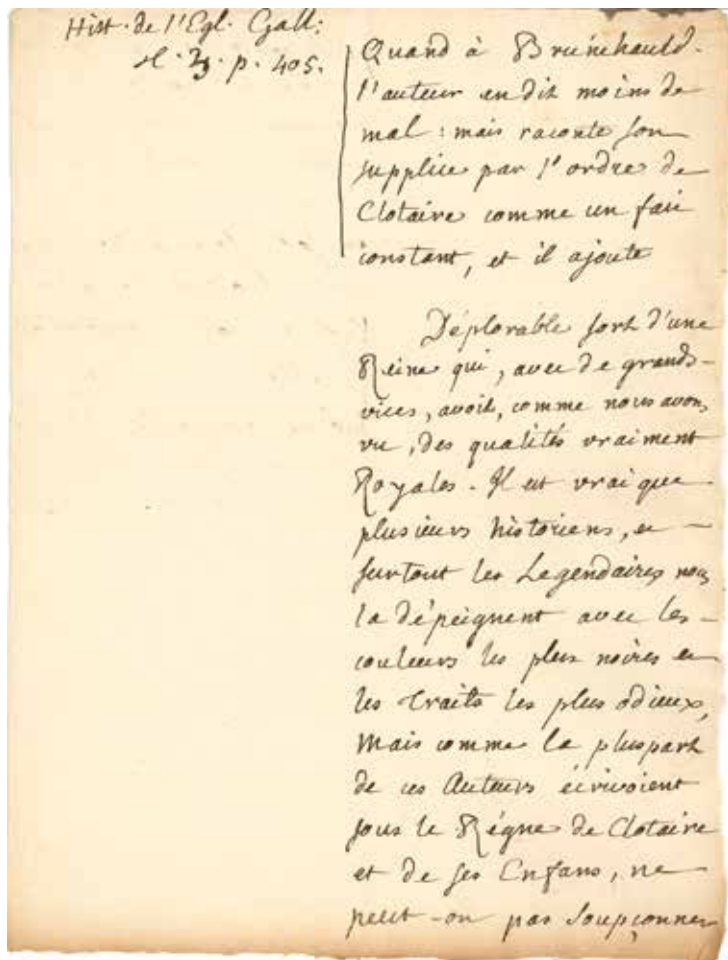 Hist. de l'Egl. Gall:
t. 3. p. 405.
Quand à Brunehauld.
l'auteur en dit moins de
mal : mais raconte son
supplice par l'ordre de
Clotaire comme un fait
constant, et il ajoute
Déplorable sort d'une
Reine qui, avec de grands
vices, avoit, comme nous avons
vu, des qualités vraiment
Royales. Il est vrai que
plusieurs historiens, et
surtout les Legendaires nous
la dépeignent avec les
couleurs les plus noires et
les traits les plus odieux,
Mais comme la pluspart
de ces Auteurs écrivoient
sous le Régne de Clotaire
et de ses Enfans, ne
peut-on pas soupçonner